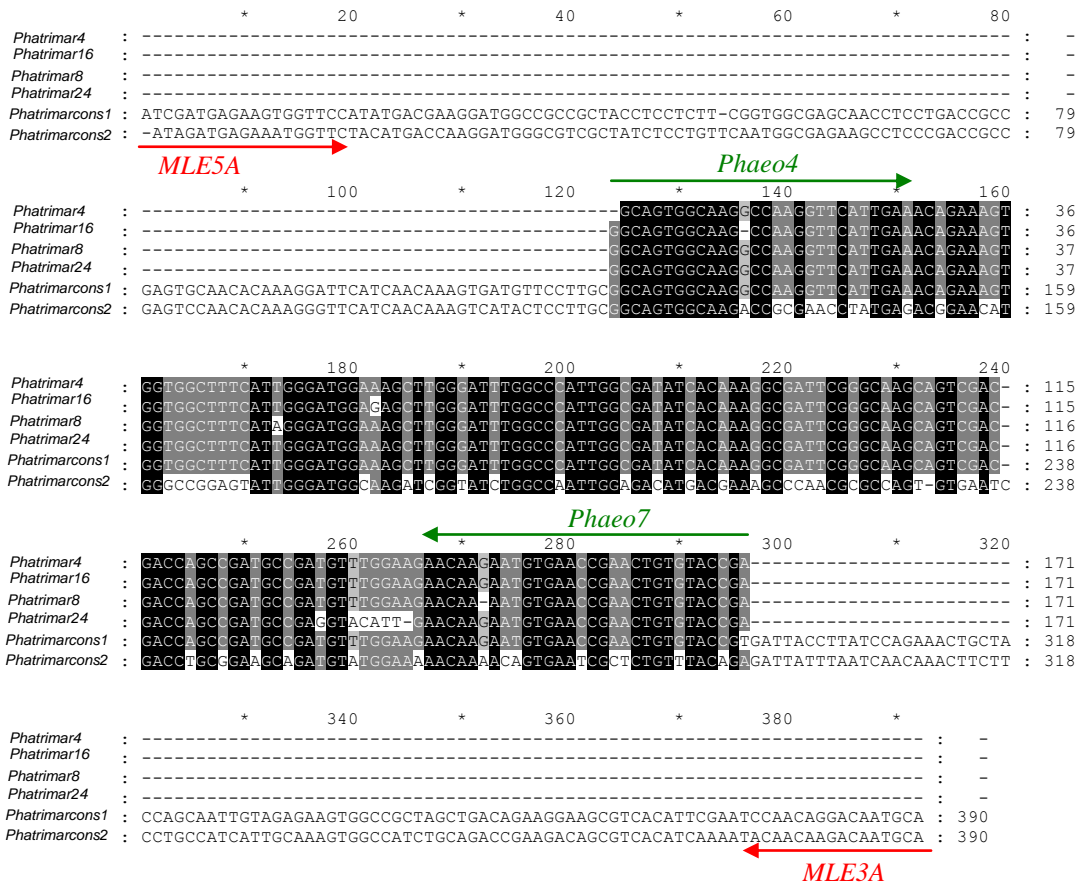 * 20 * 40 * 60 * 80
Phatrimar4 : -------------------------------------------------------------------------------- : -
Phatrimar16 : -------------------------------------------------------------------------------- : -
Phatrimar8 : -------------------------------------------------------------------------------- : -
Phatrimar24 : -------------------------------------------------------------------------------- : -
Phatrimarcons1 : ATCGATGAGAAGTGGTTCCATATGACGAAGGATGGCCGCCGCTACCTCCTCTT-CGGTGGCGAGCAACCTCCTGACCGCC : 79
Phatrimarcons2 : -ATAGATGAGAAATGGTTCTACATGACCAAGGATGGGCGTCGCTATCTCCTGTTCAATGGCGAGAAGCCTCCCGACCGCC : 79
MLE5A Phaeo4
* 100 * 120 * 140 * 160
Phatrimar4 : --------------------------------------------GCAGTGGCAAGGCCAAGGTTCATTGAAACAGAAAGT : 36
Phatrimar16 : -------------------------------------------GGCAGTGGCAAG-CCAAGGTTCATTGAAACAGAAAGT : 36
Phatrimar8 : -------------------------------------------GGCAGTGGCAAGGCCAAGGTTCATTGAAACAGAAAGT : 37
Phatrimar24 : -------------------------------------------GGCAGTGGCAAGGCCAAGGTTCATTGAAACAGAAAGT : 37
Phatrimarcons1 : GAGTGCAACACAAAGGATTCATCAACAAAGTGATGTTCCTTGCGGCAGTGGCAAGGCCAAGGTTCATTGAAACAGAAAGT : 159
Phatrimarcons2 : GAGTCCAACACAAAGGGTTCATCAACAAAGTCATACTCCTTGCGGCAGTGGCAAGACCGCGAACCTATGAGACGGAACAT : 159
* 180 * 200 * 220 * 240
Phatrimar4 : GGTGGCTTTCATTGGGATGGAAAGCTTGGGATTTGGCCCATTGGCGATATCACAAAGGCGATTCGGGCAAGCAGTCGAC- : 115
Phatrimar16 : GGTGGCTTTCATTGGGATGGAGAGCTTGGGATTTGGCCCATTGGCGATATCACAAAGGCGATTCGGGCAAGCAGTCGAC- : 115
Phatrimar8 : GGTGGCTTTCATAGGGATGGAAAGCTTGGGATTTGGCCCATTGGCGATATCACAAAGGCGATTCGGGCAAGCAGTCGAC- : 116
Phatrimar24 : GGTGGCTTTCATTGGGATGGAAAGCTTGGGATTTGGCCCATTGGCGATATCACAAAGGCGATTCGGGCAAGCAGTCGAC- : 116
Phatrimarcons1 : GGTGGCTTTCATTGGGATGGAAAGCTTGGGATTTGGCCCATTGGCGATATCACAAAGGCGATTCGGGCAAGCAGTCGAC- : 238
Phatrimarcons2 : GGGCCGGAGTATTGGGATGGCAAGATCGGTATCTGGCCAATTGGAGACATGACGAAAGCCCAACGCGCCAGT-GTGAATC : 238
Phaeo7
* 260 * 280 * 300 * 320
Phatrimar4 : GACCAGCCGATGCCGATGTTTGGAAGAACAAGAATGTGAACCGAACTGTGTACCGA------------------------ : 171
Phatrimar16 : GACCAGCCGATGCCGATGTTTGGAAGAACAAGAATGTGAACCGAACTGTGTACCGA------------------------ : 171
Phatrimar8 : GACCAGCCGATGCCGATGTTTGGAAGAACAA-AATGTGAACCGAACTGTGTACCGA------------------------ : 171
Phatrimar24 : GACCAGCCGATGCCGAGGTACATT-GAACAAGAATGTGAACCGAACTGTGTACCGA------------------------ : 171
Phatrimarcons1 : GACCAGCCGATGCCGATGTTTGGAAGAACAAGAATGTGAACCGAACTGTGTACCGTGATTACCTTATCCAGAAACTGCTA : 318
Phatrimarcons2 : GACCTGCGGAAGCAGATGTATGGAAAAACAAAACAGTGAATCGCTCTGTTTACAGAGATTATTTAATCAACAAACTTCTT : 318
* 340 * 360 * 380 *
Phatrimar4 : ------------------------------------------------------------------------ : -
Phatrimar16 : ------------------------------------------------------------------------ : -
Phatrimar8 : ------------------------------------------------------------------------ : -
Phatrimar24 : ------------------------------------------------------------------------ : -
Phatrimarcons1 : CCAGCAATTGTAGAGAAGTGGCCGCTAGCTGACAGAAGGAAGCGTCACATTCGAATCCAACAGGACAATGCA : 390
Phatrimarcons2 : CCTGCCATCATTGCAAAGTGGCCATCTGCAGACCGAAGACAGCGTCACATCAAAATACAACAAGACAATGCA : 390
MLE3A